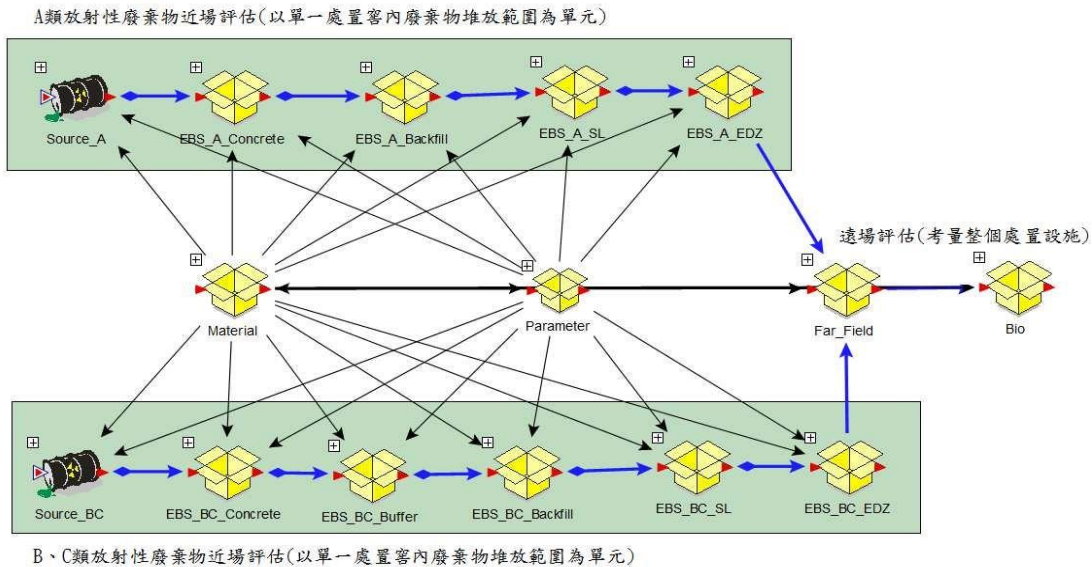 A類放射性廢棄物近場評估(以單一處置窖內廢棄物堆放範圍為單元)
Source_A
EBS_A_Concrete
EBS_A_Backfill
EBS_A_SL
EBS_A_EDZ
遠場評估(考量整個處置設施)
Material
Parameter
Far_Field
Bio
Source_BC
EBS_BC_Concrete
EBS_BC_Buffer
EBS_BC_Backfill
EBS_BC_SL
EBS_BC_EDZ
B、C類放射性廢棄物近場評估(以單一處置窖內廢棄物堆放範圍為單元)